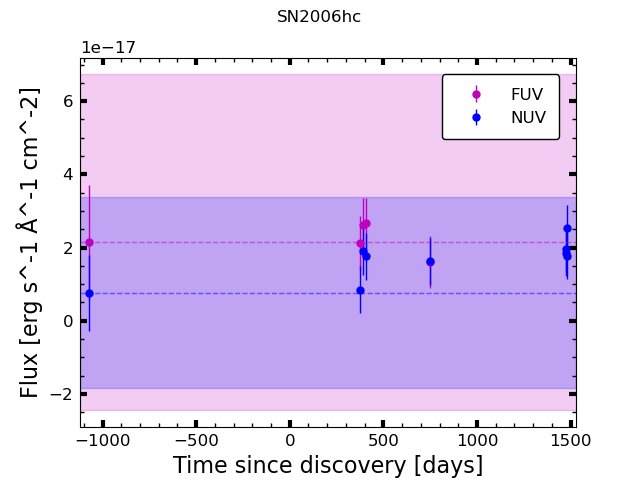 SN2006hc
1e−17
FUV
NUV
6
4
2
0
−2
Flux [erg s^-1 Å^-1 cm^-2]
−1000 −500 0 500 1000 1500
Time since discovery [days]